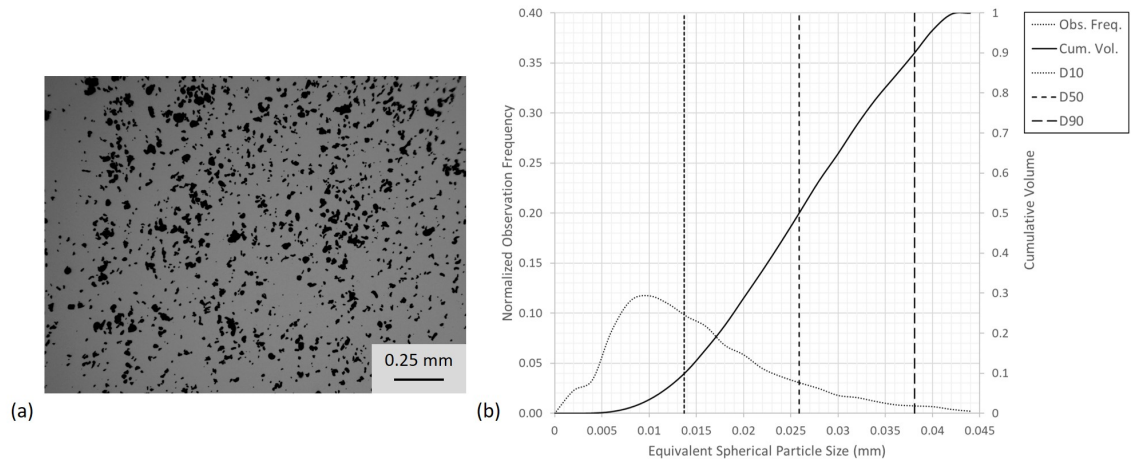 (a)
0.25 mm
(b)
Normalized Observation Frequency
0.40
0.35
0.30
0.25
0.20
0.15
0.10
0.05
0.00
0
0.005
0.01
0.015
0.02
0.025
0.03
0.035
0.04
0.045
Equivalent Spherical Particle Size (mm)
1
0.9
0.8
0.7
0.6
0.5
0.4
0.3
0.2
0.1
0
Cumulative Volume
Obs. Freq.
Cum. Vol.
D10
D50
D90